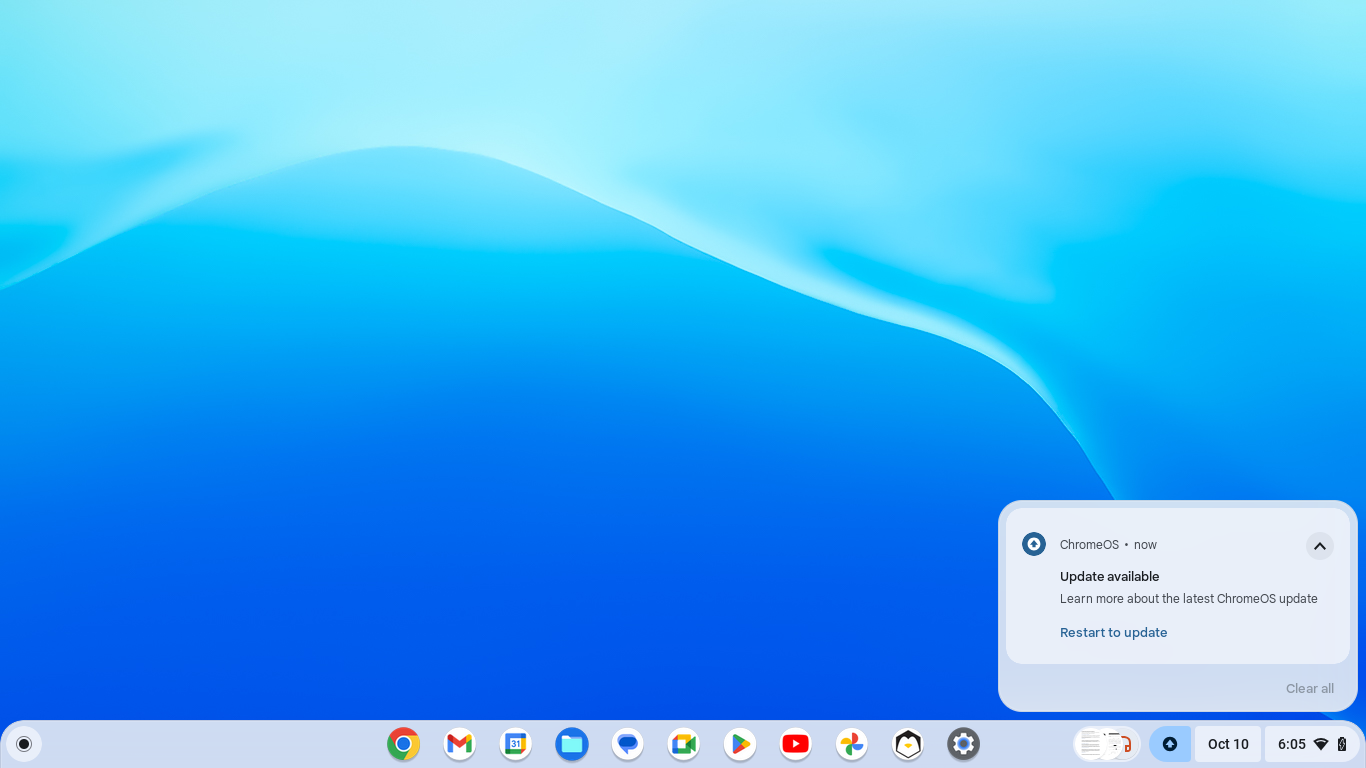 ChromeOS • now
Update available
Learn more about the latest ChromeOS update
Restart to update
Clear all
31
Oct 10
6:05